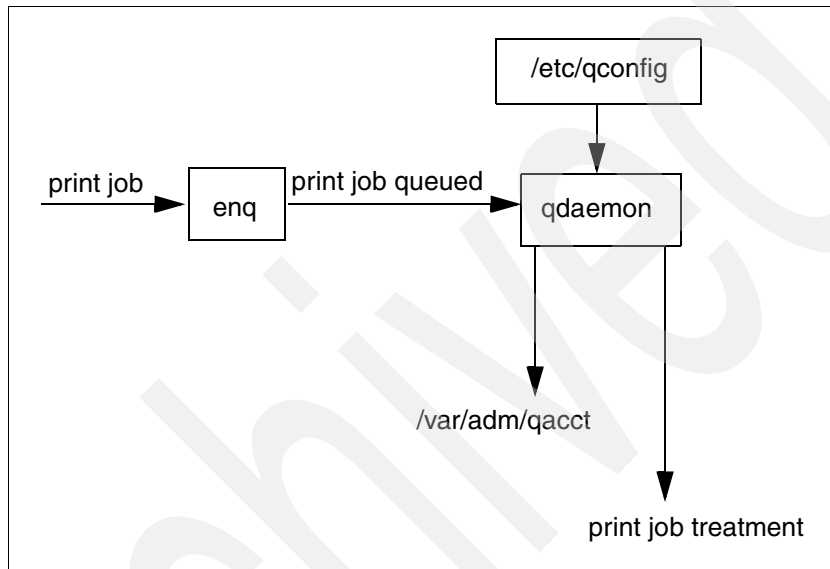 /etc/qconfig
print job
enq
print job queued
qdaemon
/var/adm/qacct
print job treatment